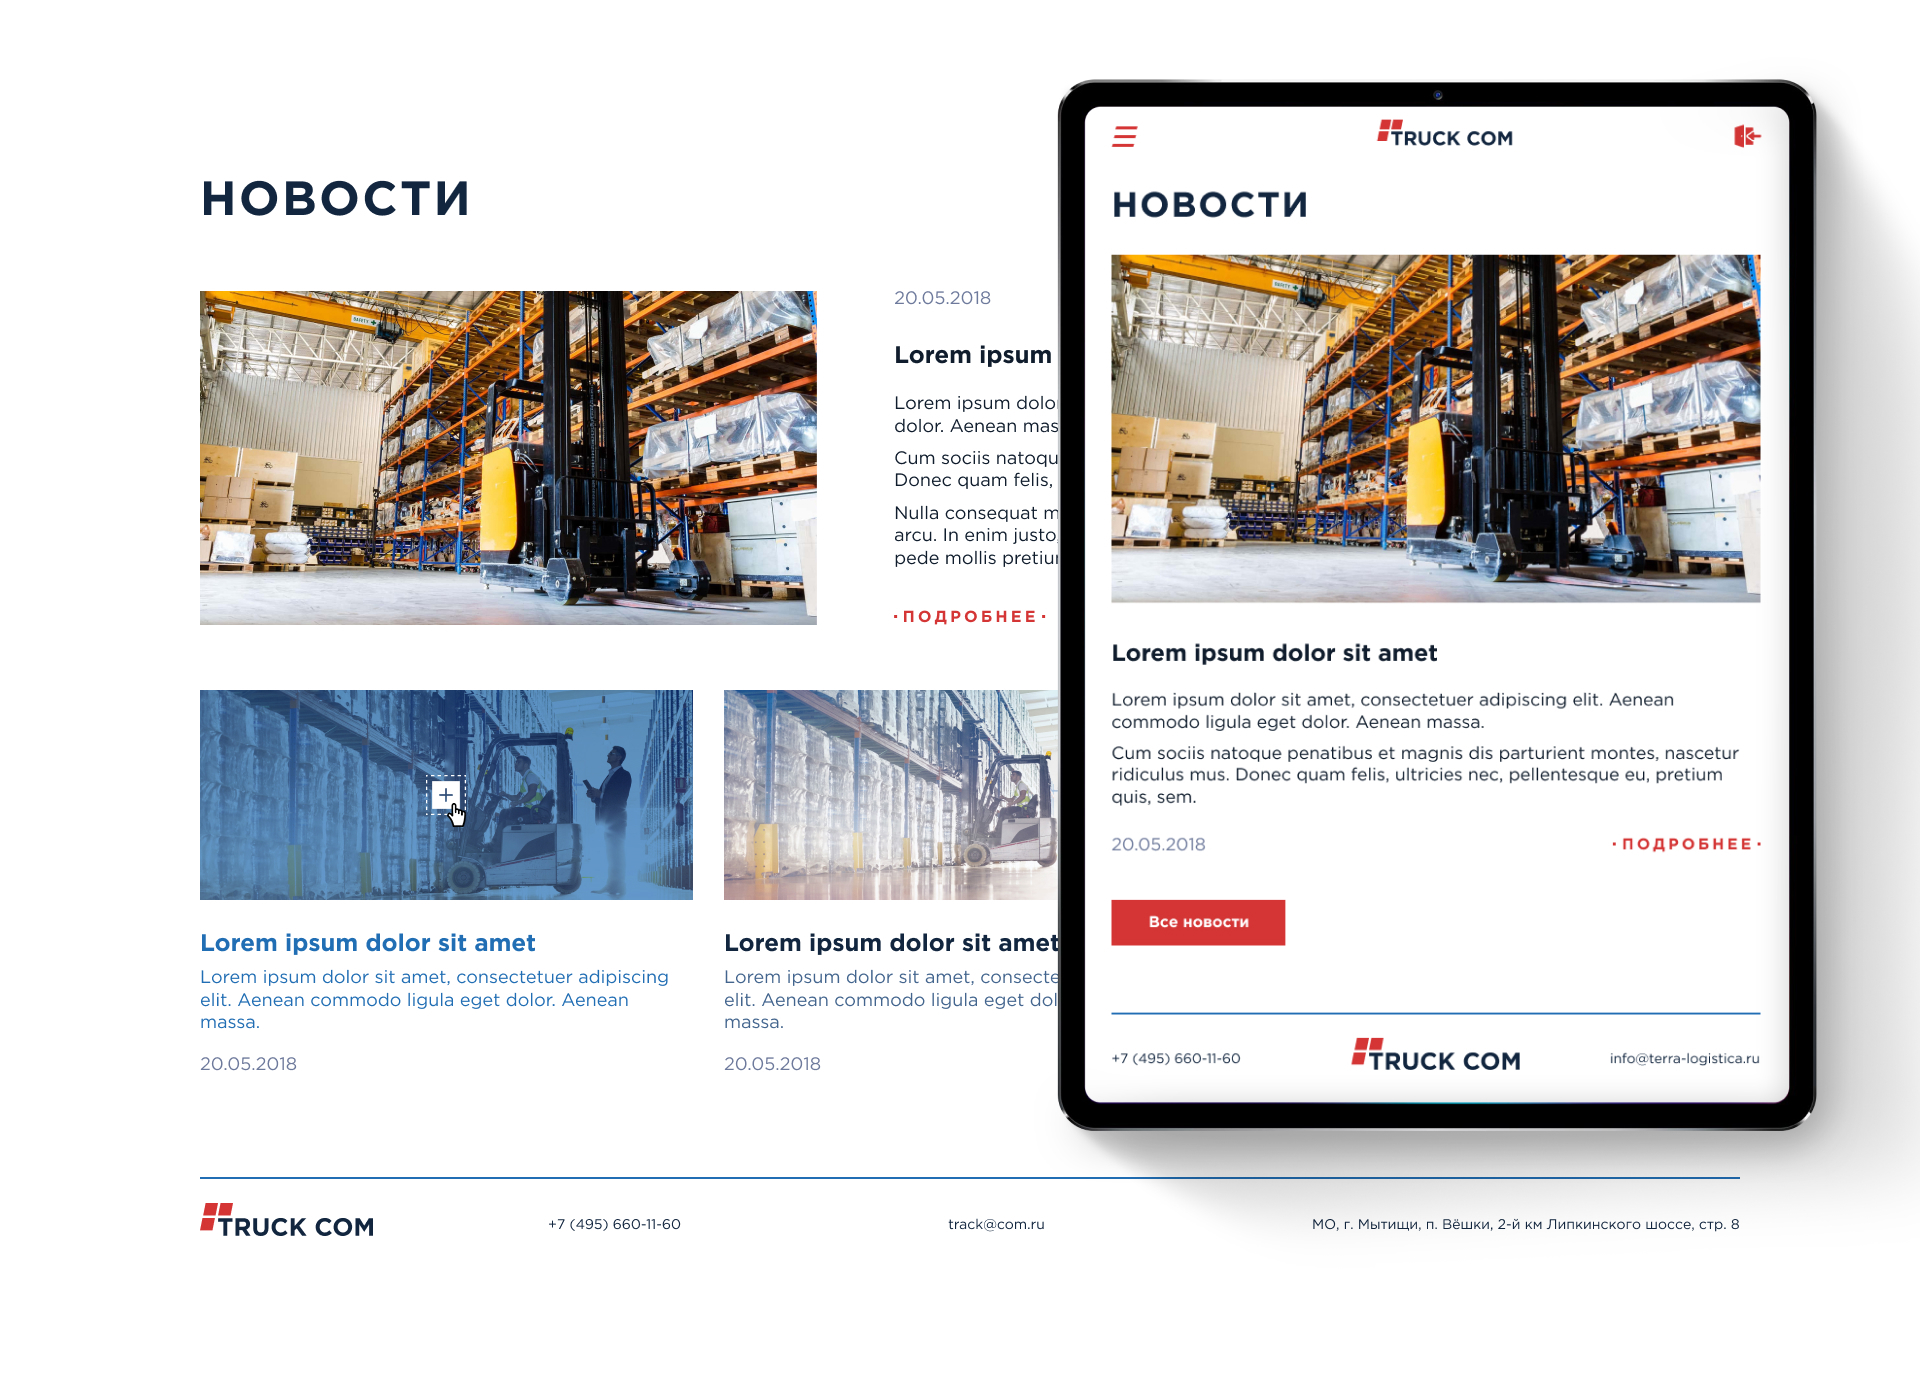 НОВОСТИ
20.05.2018
Lorem ipsum
Lorem ipsum dolo
dolor. Aenean mas
Cum sociis natoqu
Donec quam felis,
Nulla consequat m
arcu. In enim justo,
pede mollis pretiu
·ПОДРОБНЕЕ·
Lorem ipsum dolor sit amet
Lorem ipsum dolor sit amet, consectetuer adipiscing
elit. Aenean commodo ligula eget dolor. Aenean
massa.
20.05.2018
Lorem ipsum dolor sit amet
Lorem ipsum dolor sit amet, consecte
elit. Aenean commodo ligula eget dol
massa.
20.05.2018
TRUCK COM
+7 (495) 660-11-60
track@com.ru
МО, г. Мытищи, п. Вёшки, 2-й км Липкинского шоссе, стр. 8
TRUCK COM
НОВОСТИ
Lorem ipsum dolor sit amet
Lorem ipsum dolor sit amet, consectetuer adipiscing elit. Aenean
commodo ligula eget dolor. Aenean massa.
Cum sociis natoque penatibus et magnis dis parturient montes, nascetur
ridiculus mus. Donec quam felis, ultricies nec, pellentesque eu, pretium
quis, sem.
20.05.2018
·ПОДРОБНЕЕ·
Все новости
+7 (495) 660-11-60
TRUCK COM
info@terra-logistica.ru